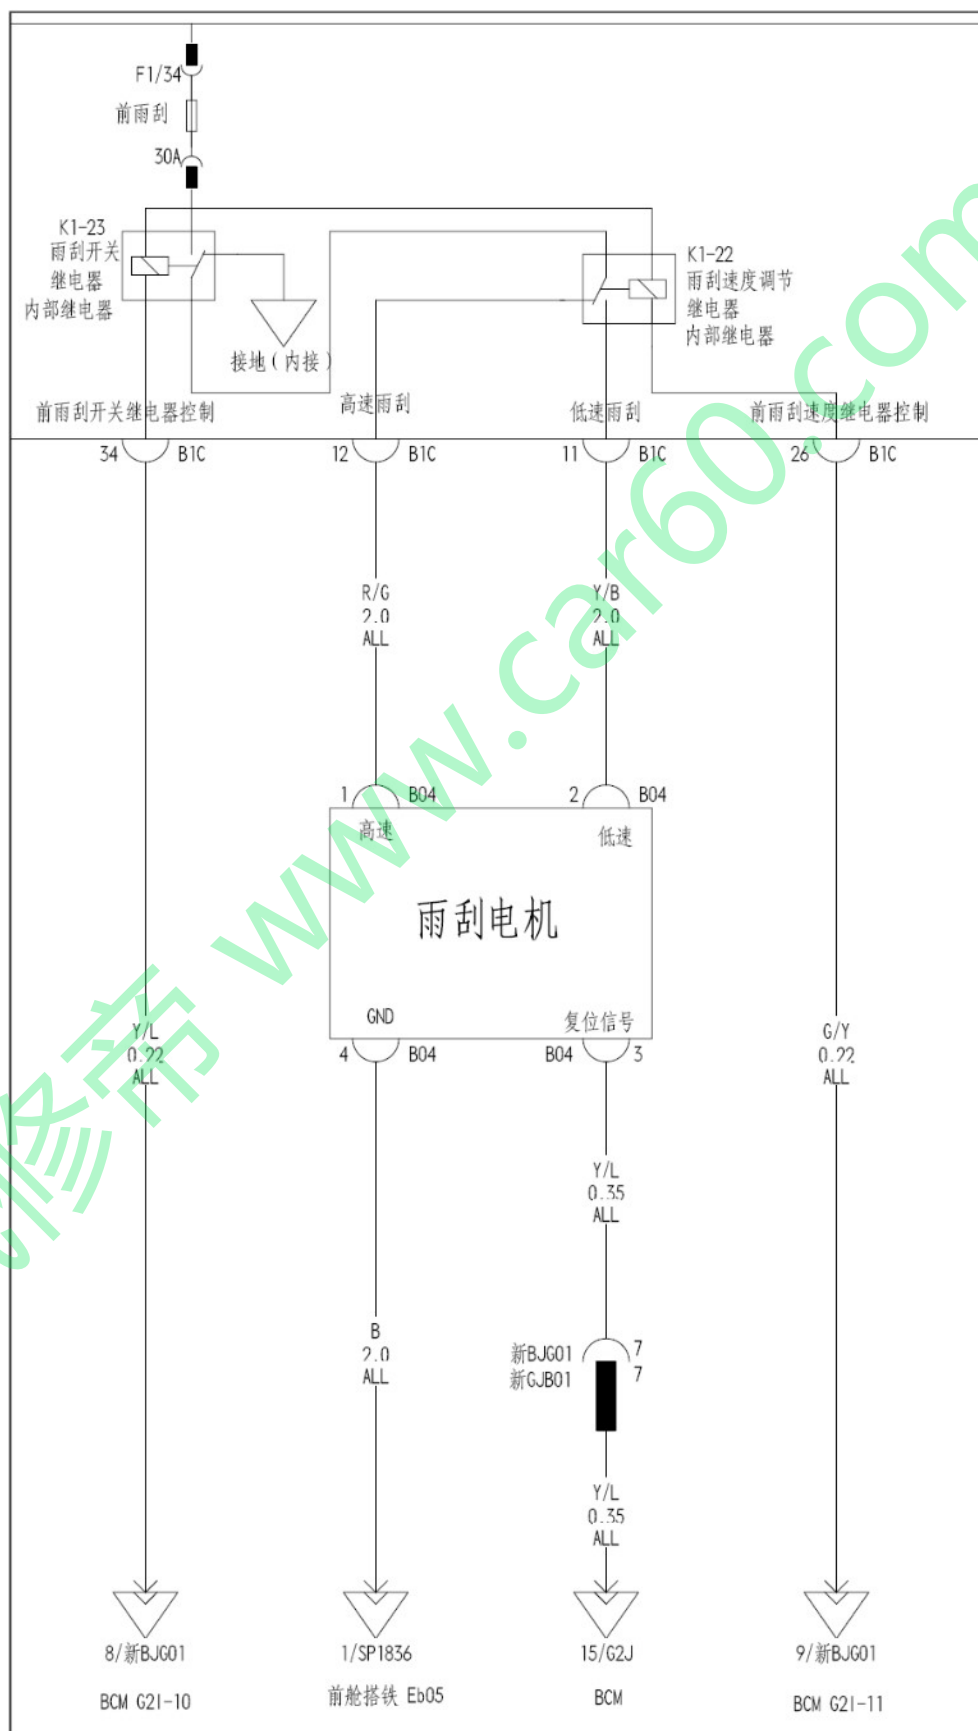 F1/34
前雨刮
30A
K1-23
雨刮开关
继电器
内部继电器
接地（内接）
K1-22
雨刮速度调节
继电器
内部继电器
前雨刮开关继电器控制
高速雨刮
低速雨刮
前雨刮速度继电器控制
34 B1C
12 B1C
11 B1C
26 B1C
R/G
2.0
ALL
Y/B
2.0
ALL
1 B04
2 B04
高速
低速
雨刮电机
GND
复位信号
4 B04
B04 3
Y/L
0.22
ALL
G/Y
0.22
ALL
Y/L
0.35
ALL
B
2.0
ALL
新BJG01 7
新GJB01 7
Y/L
0.35
ALL
8/新BJG01
BCM G2I-10
1/SP1836
前舱搭铁 Eb05
15/G2J
BCM
9/新BJG01
BCM G2I-11
修帝 www.car60.com